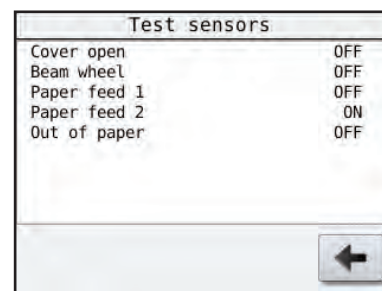 Test sensors
Cover open OFF
Beam wheel OFF
Paper feed 1 OFF
Paper feed 2 ON
Out of paper OFF